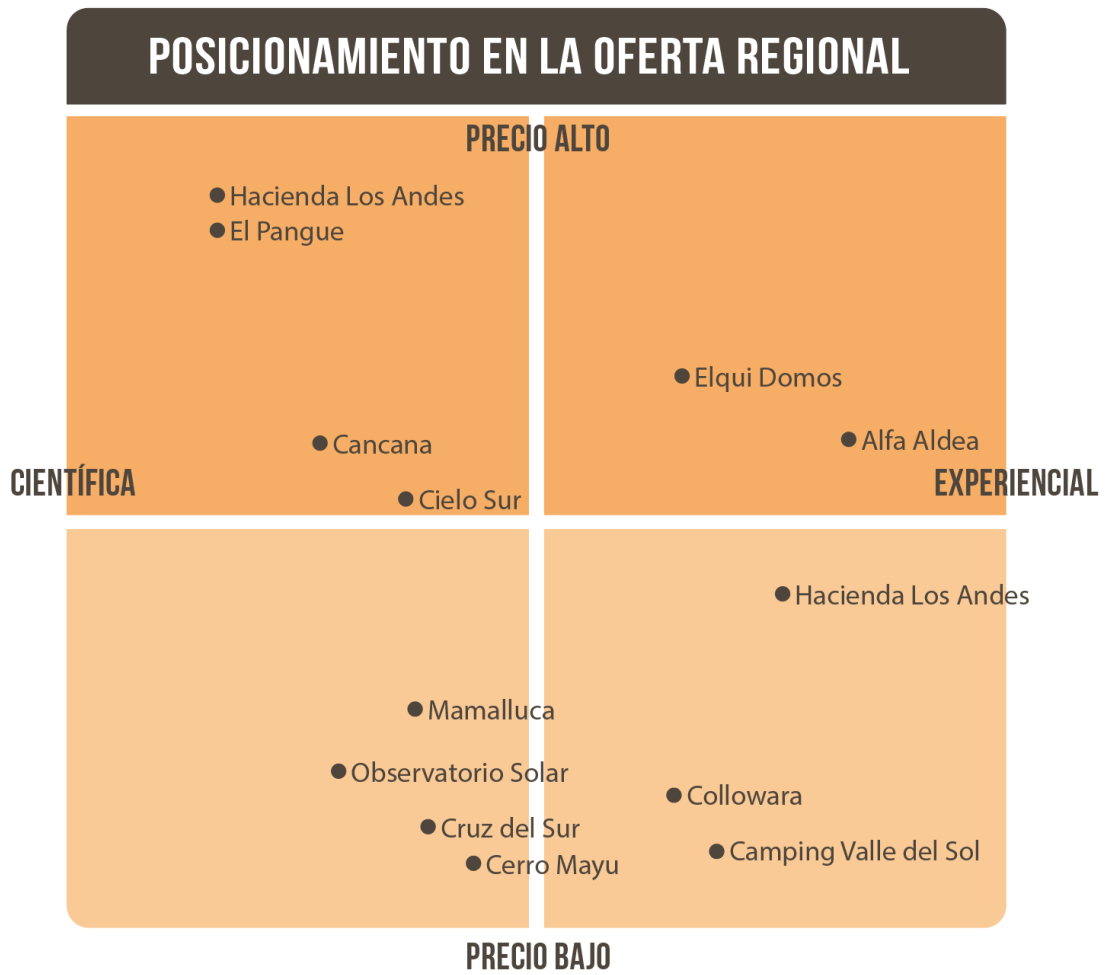 POSICIONAMIENTO EN LA OFERTA REGIONAL
PRECIO ALTO
Hacienda Los Andes
El Pangue
Elqui Domos
Alfa Aldea
Cancana
CIENTÍFICA
EXPERIENCIAL
Cielo Sur
Hacienda Los Andes
Mamalluca
Observatorio Solar
Collowara
Cruz del Sur
Camping Valle del Sol
Cerro Mayu
PRECIO BAJO